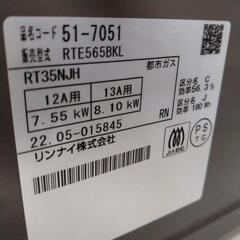 品名コード 51-7051
販売型式 RTE565BKL
RT35NJH 都市ガス
12A用 13A用
7.55 kW 8.10 kW
区分名 C
効率56.3 %
区分名 J
効率 180 Wh
RN
22.05-015845
リンナイ株式会社
PS
TG